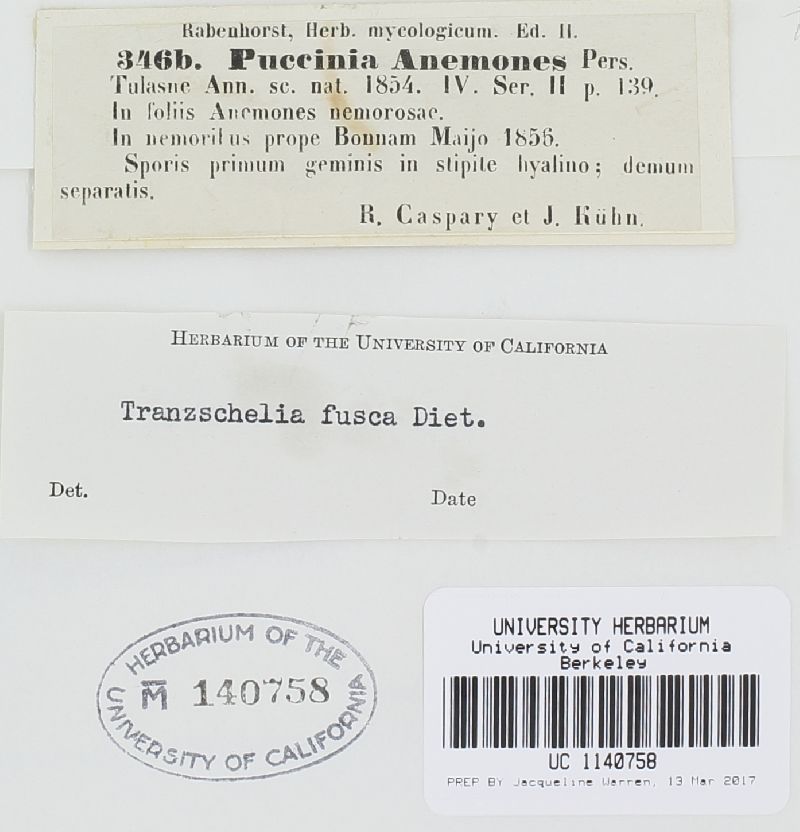 Rabenhorst, Herb. mycologicum. Ed. II.
346b. Puccinia Anemones Pers.
Tulasne Ann. sc. nat. 1854. IV. Ser. II p. 139.
In foliis Anemones nemorosae.
In nemoribus prope Bonnam Maijo 1856.
Sporis primum geminis in stipite hyalino; demum
separatis.
R. Caspary et J. Kühn.
HERBARIUM OF THE UNIVERSITY OF CALIFORNIA
Tranzschelia fusca Diet.
Det.
Date
HERBARIUM OF THE
M 140758
UNIVERSITY OF CALIFORNIA
UNIVERSITY HERBARIUM
University of California
Berkeley
UC 1140758
PREP BY Jacqueline Warren, 13 Mar 2017